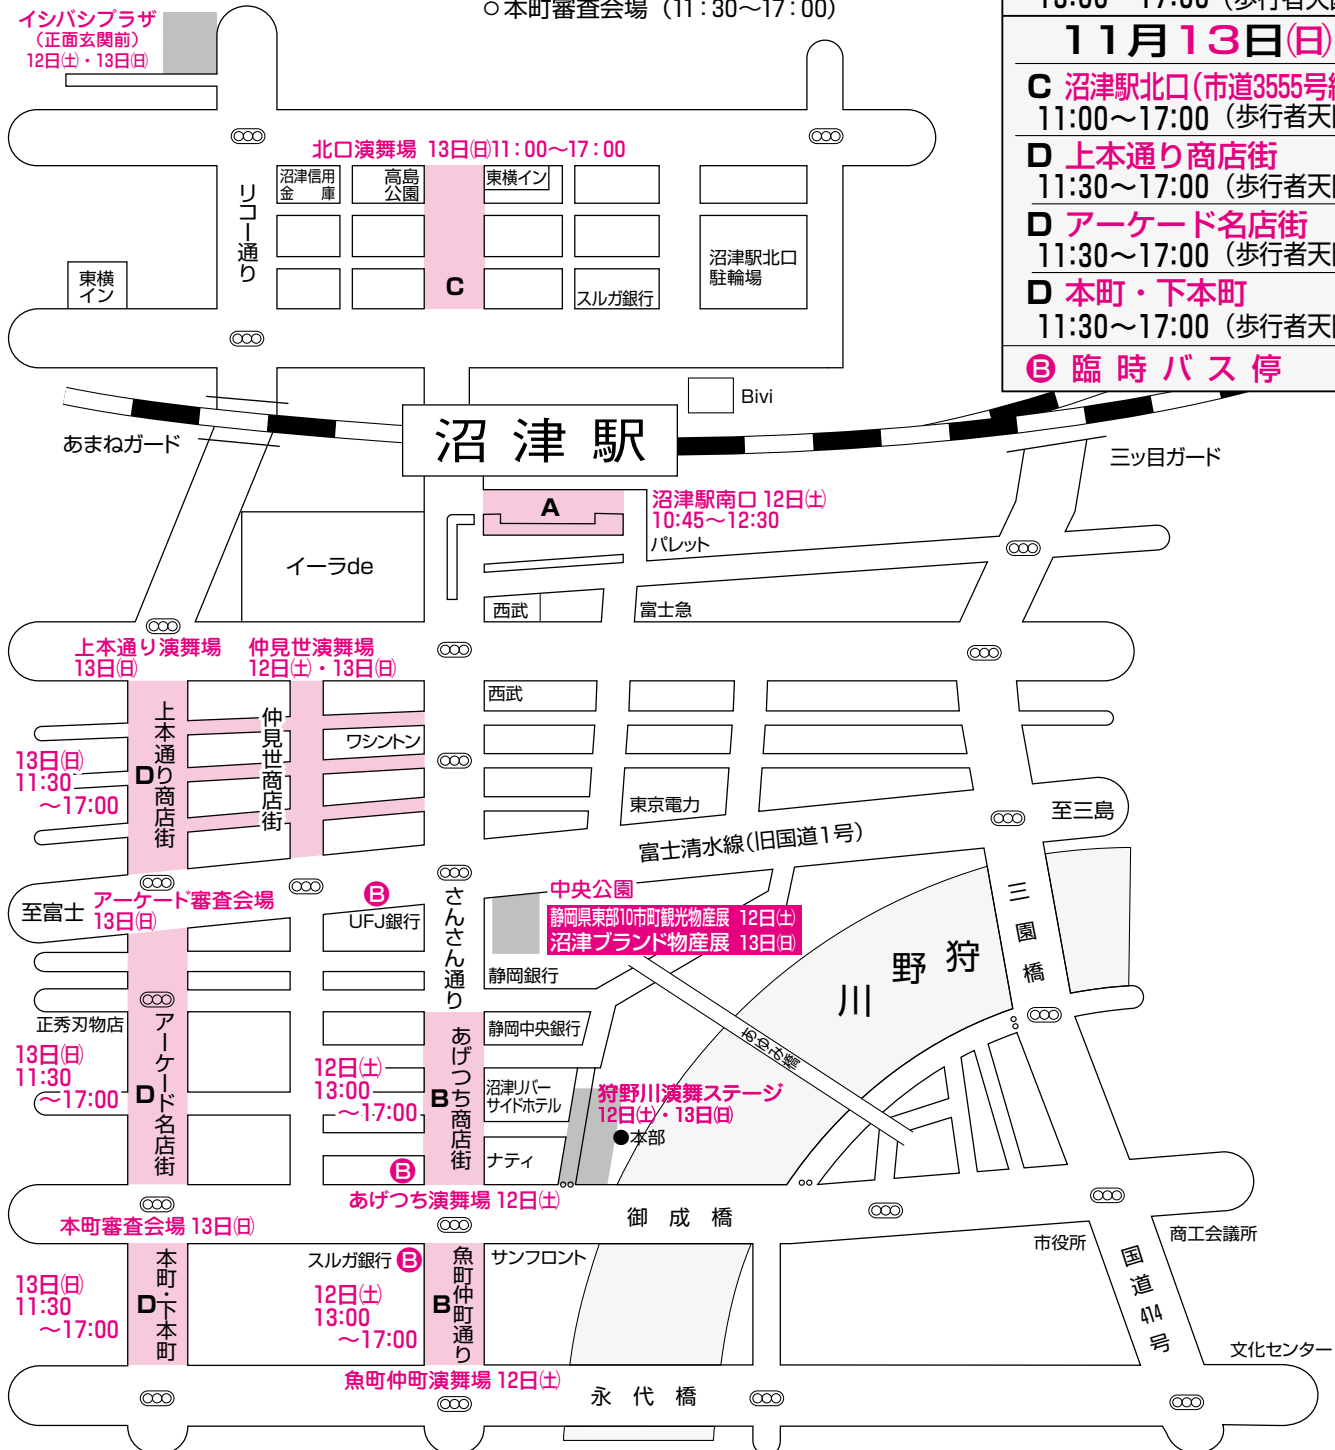 ○本町審査会場（11：30～17：00）
イシバシプラザ
（正面玄関前）
12日㈯・13日㈰
11月13日㈰
C 沼津駅北口（市道3555号
11:00～17:00（歩行者天
D 上本通り商店街
11:30～17:00（歩行者天
D アーケード名店街
11:30～17:00（歩行者天
D 本町・下本町
11:30～17:00（歩行者天
B 臨時バス停
北口演舞場 13日㈰11：00～17：00
リコー通り
沼津信用
金庫
高島
公園
東横イン
沼津駅北口
駐輪場
スルガ銀行
C
東横
イン
Bivi
沼津駅
あまねガード
三ッ目ガード
A
沼津駅南口 12日㈯
10:45～12:30
パレット
イーラde
西武
富士急
上本通り演舞場
13日㈰
仲見世演舞場
12日㈯・13日㈰
西武
上本通り商店街
D
仲見世商店街
ワシントン
13日㈰
11:30
～17:00
東京電力
至三島
富士清水線（旧国道1号）
至富士
アーケード審査会場
13日㈰
B
UFJ銀行
さんさん通り
中央公園
静岡県東部10市町観光物産展 12日㈯
沼津ブランド物産展 13日㈰
静岡銀行
狩野川
三園橋
正秀刃物店
アーケード名店街
D
13日㈰
11:30
～17:00
あゆみ橋
静岡中央銀行
あげつち商店街
B
12日㈯
13:00
～17:00
沼津リバー
サイドホテル
狩野川演舞ステージ
12日㈯・13日㈰
●本部
ナティ
B
あげつち演舞場 12日㈯
本町審査会場 13日㈰
御成橋
市役所
商工会議所
国道414号
スルガ銀行 B
サンフロント
本町・下本町
D
13日㈰
11:30
～17:00
魚町仲町通り
B
12日㈯
13:00
～17:00
文化センター
魚町仲町演舞場 12日㈯
永代橋